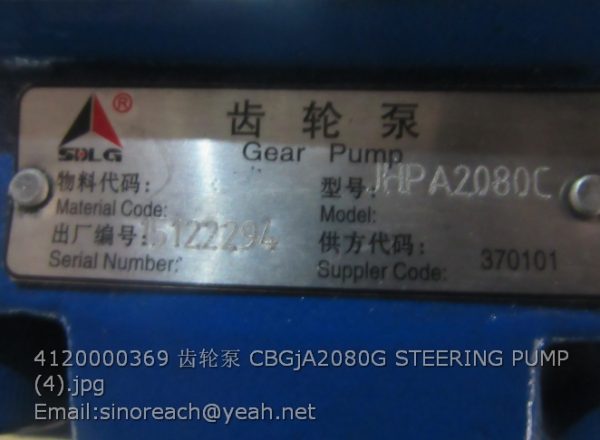 齿轮泵
Gear Pump
SDLG ®
物料代码:
Material Code:
型号: JHPA2080C
Model:
出厂编号: 15122294
Serial Number:
供方代码: 370101
Suppler Code:
4120000369 齿轮泵 CBGjA2080G STEERING PUMP
(4).jpg
Email:sinoreach@yeah.net